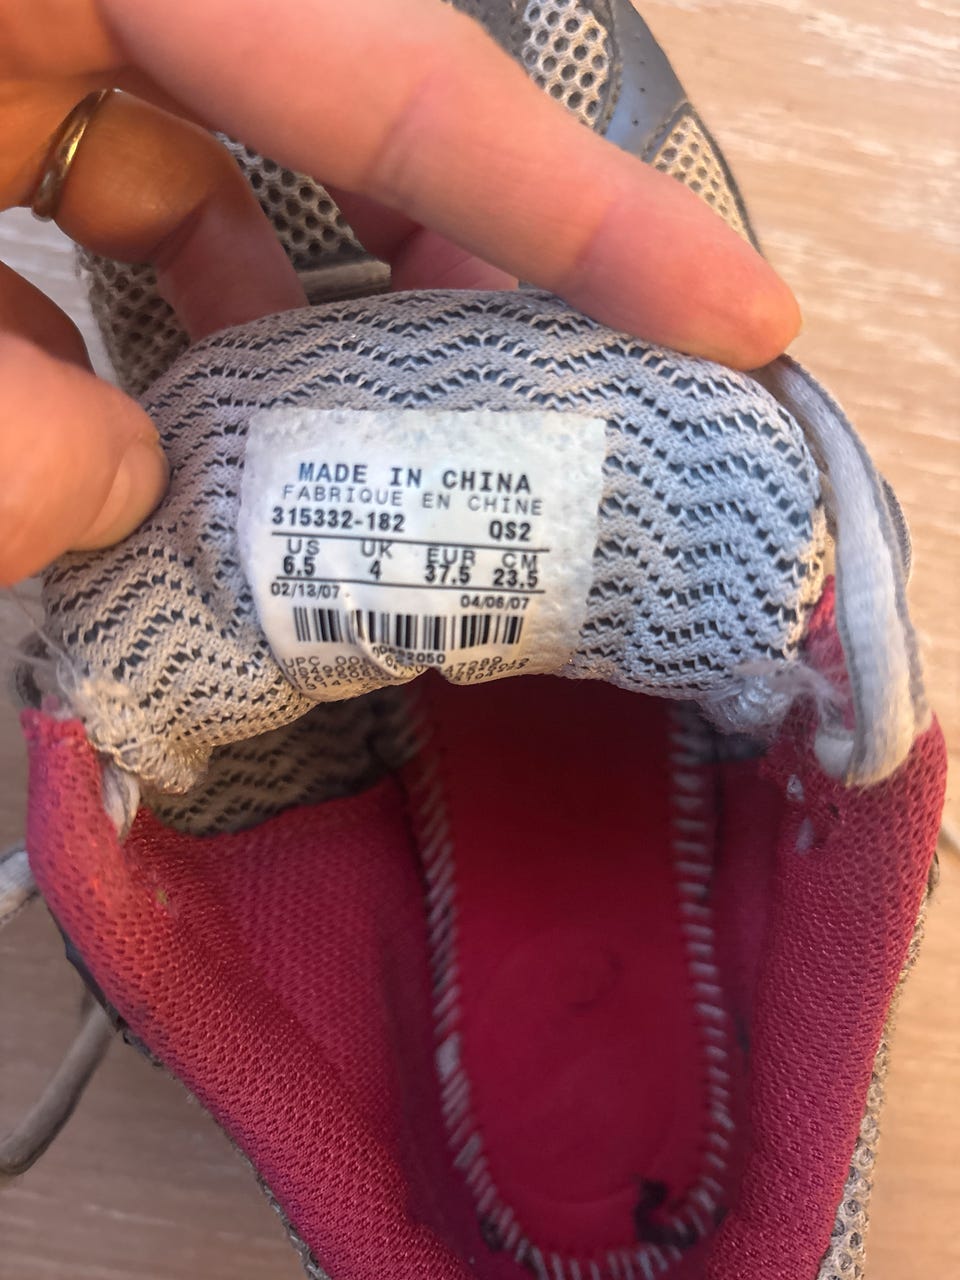 MADE IN CHINA
FABRIQUE EN CHINE
315332-182 QS2
US UK EUR CM
6.5 4 37.5 23.5
02/13/07 04/06/07
UPC